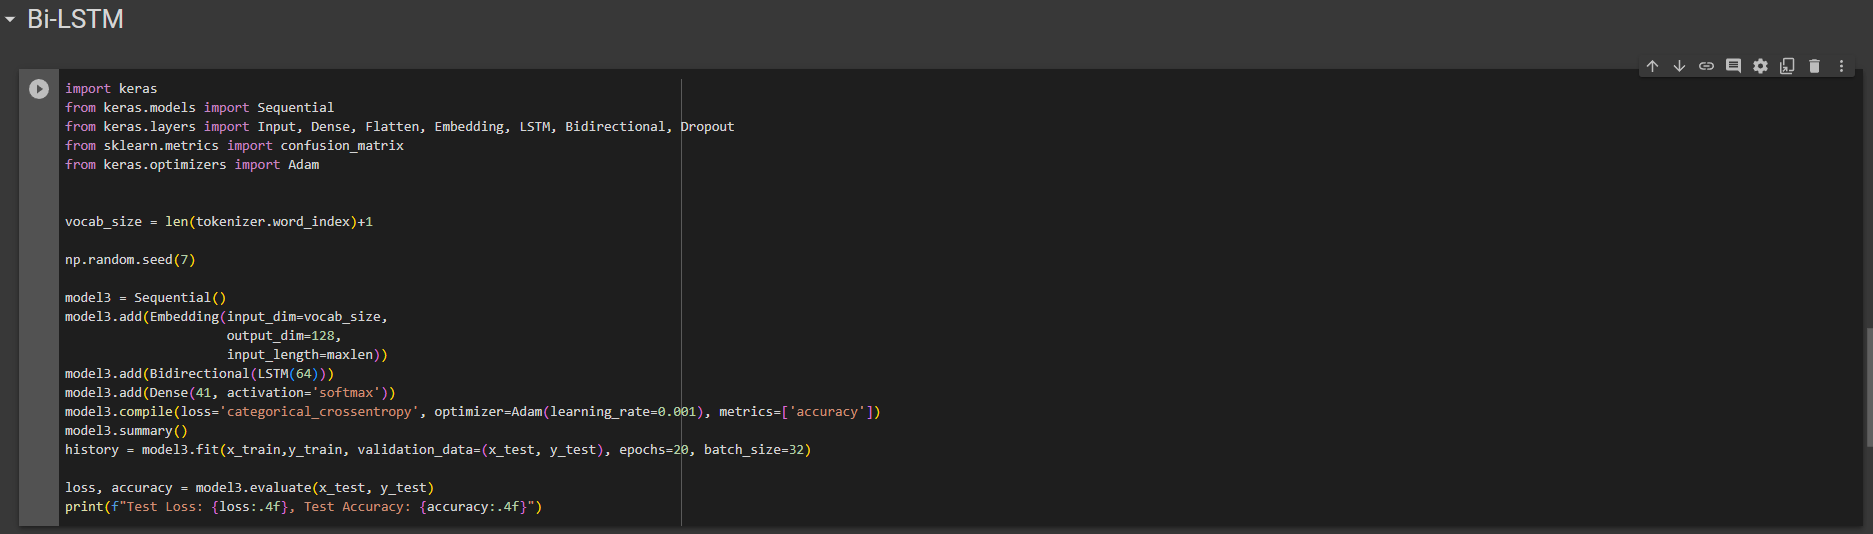 Bi-LSTM
import keras
from keras.models import Sequential
from keras.layers import Input, Dense, Flatten, Embedding, LSTM, Bidirectional, Dropout
from sklearn.metrics import confusion_matrix
from keras.optimizers import Adam
vocab_size = len(tokenizer.word_index)+1
np.random.seed(7)
model3 = Sequential()
model3.add(Embedding(input_dim=vocab_size,
output_dim=128,
input_length=maxlen))
model3.add(Bidirectional(LSTM(64)))
model3.add(Dense(41, activation='softmax'))
model3.compile(loss='categorical_crossentropy', optimizer=Adam(learning_rate=0.001), metrics=['accuracy'])
model3.summary()
history = model3.fit(x_train,y_train, validation_data=(x_test, y_test), epochs=20, batch_size=32)
loss, accuracy = model3.evaluate(x_test, y_test)
print(f"Test Loss: {loss:.4f}, Test Accuracy: {accuracy:.4f}")